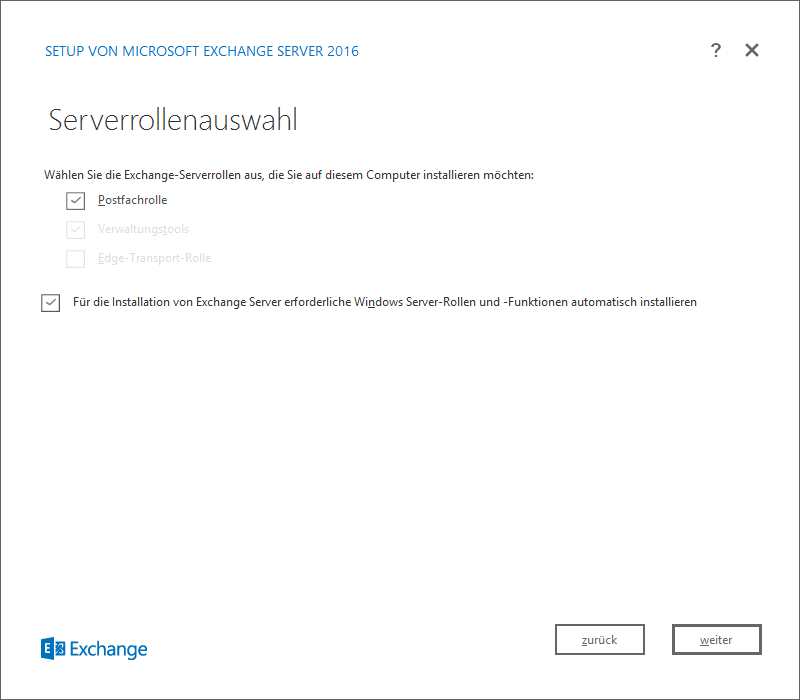 SETUP VON MICROSOFT EXCHANGE SERVER 2016
?
Serverrollenauswahl
Wählen Sie die Exchange-Serverrollen aus, die Sie auf diesem Computer installieren möchten:
Postfachrolle
Verwaltungstools
Edge-Transport-Rolle
Für die Installation von Exchange Server erforderliche Windows Server-Rollen und -Funktionen automatisch installieren
E Exchange
zurück
weiter